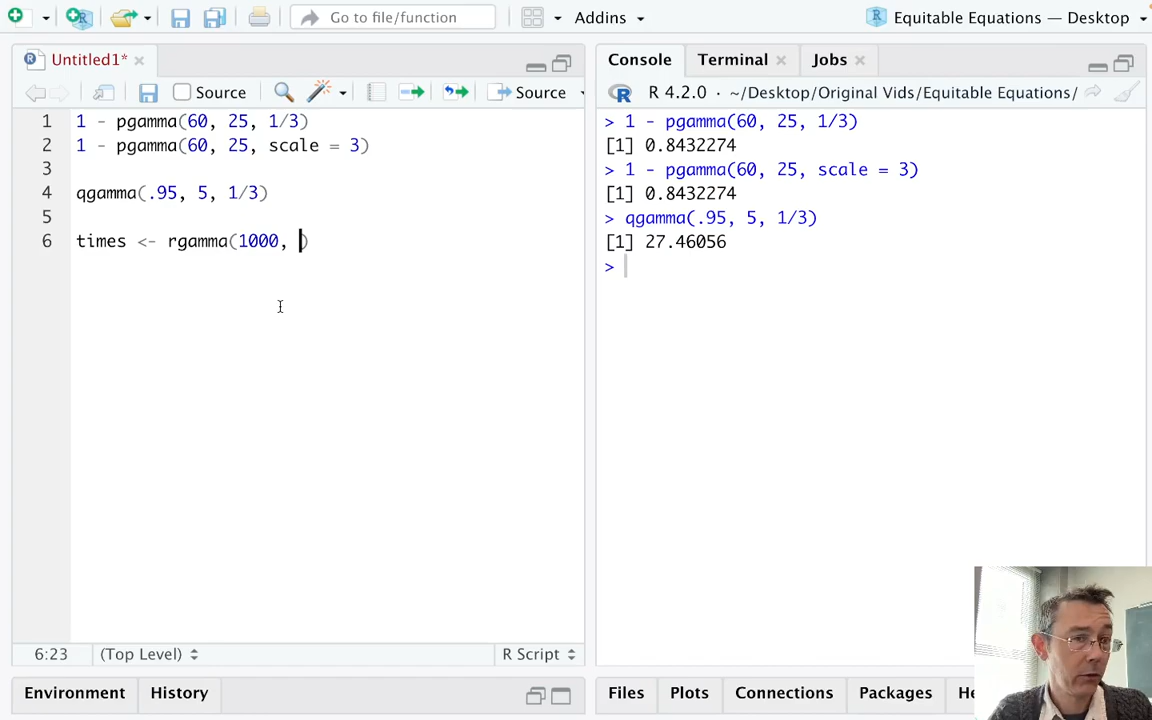 Go to file/function
Addins
Equitable Equations — Desktop
Untitled1*
Source
Source
1 1 - pgamma(60, 25, 1/3)
2 1 - pgamma(60, 25, scale = 3)
3
4 qgamma(.95, 5, 1/3)
5
6 times <- rgamma(1000, )
6:23 (Top Level) R Script
Environment History
Console Terminal Jobs
R 4.2.0 · ~/Desktop/Original Vids/Equitable Equations/
> 1 - pgamma(60, 25, 1/3)
[1] 0.8432274
> 1 - pgamma(60, 25, scale = 3)
[1] 0.8432274
> qgamma(.95, 5, 1/3)
[1] 27.46056
>
Files Plots Connections Packages He